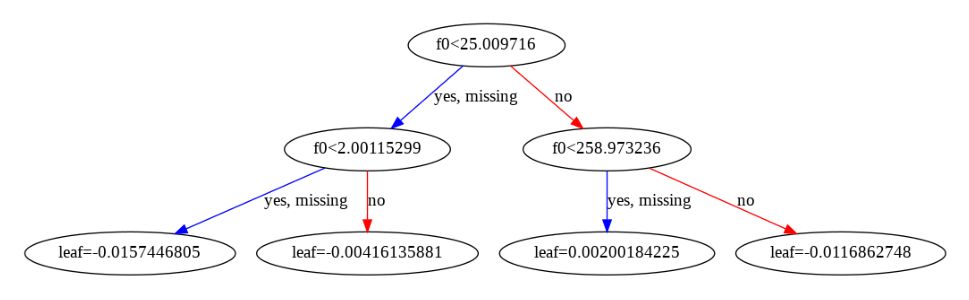 f0<25.009716
yes, missing
no
f0<2.00115299
f0<258.973236
yes, missing
no
yes, missing
no
leaf=-0.0157446805
leaf=-0.00416135881
leaf=0.00200184225
leaf=-0.0116862748